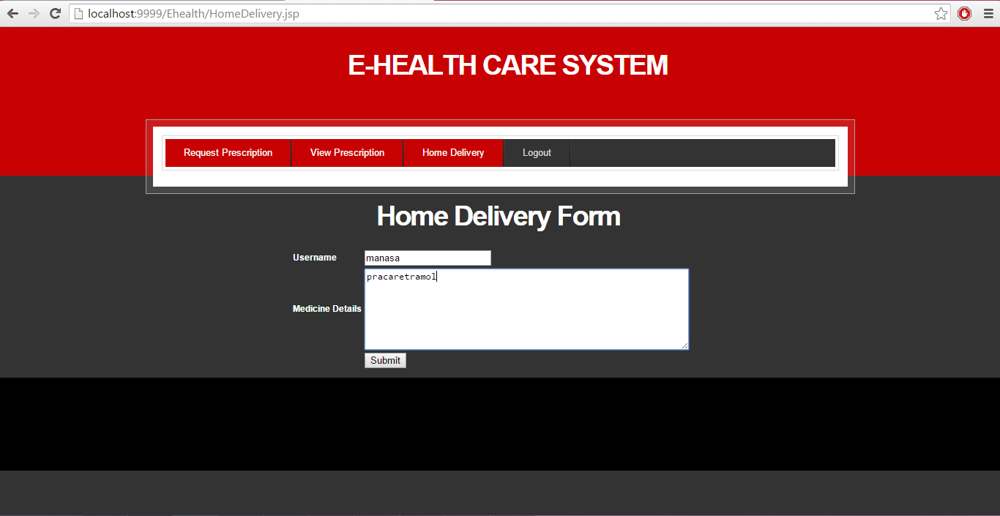 localhost:9999/Ehealth/HomeDelivery.jsp
E-HEALTH CARE SYSTEM
Request Prescription View Prescription Home Delivery Logout
Home Delivery Form
Username manasa
pracaretramol
Medicine Details
Submit